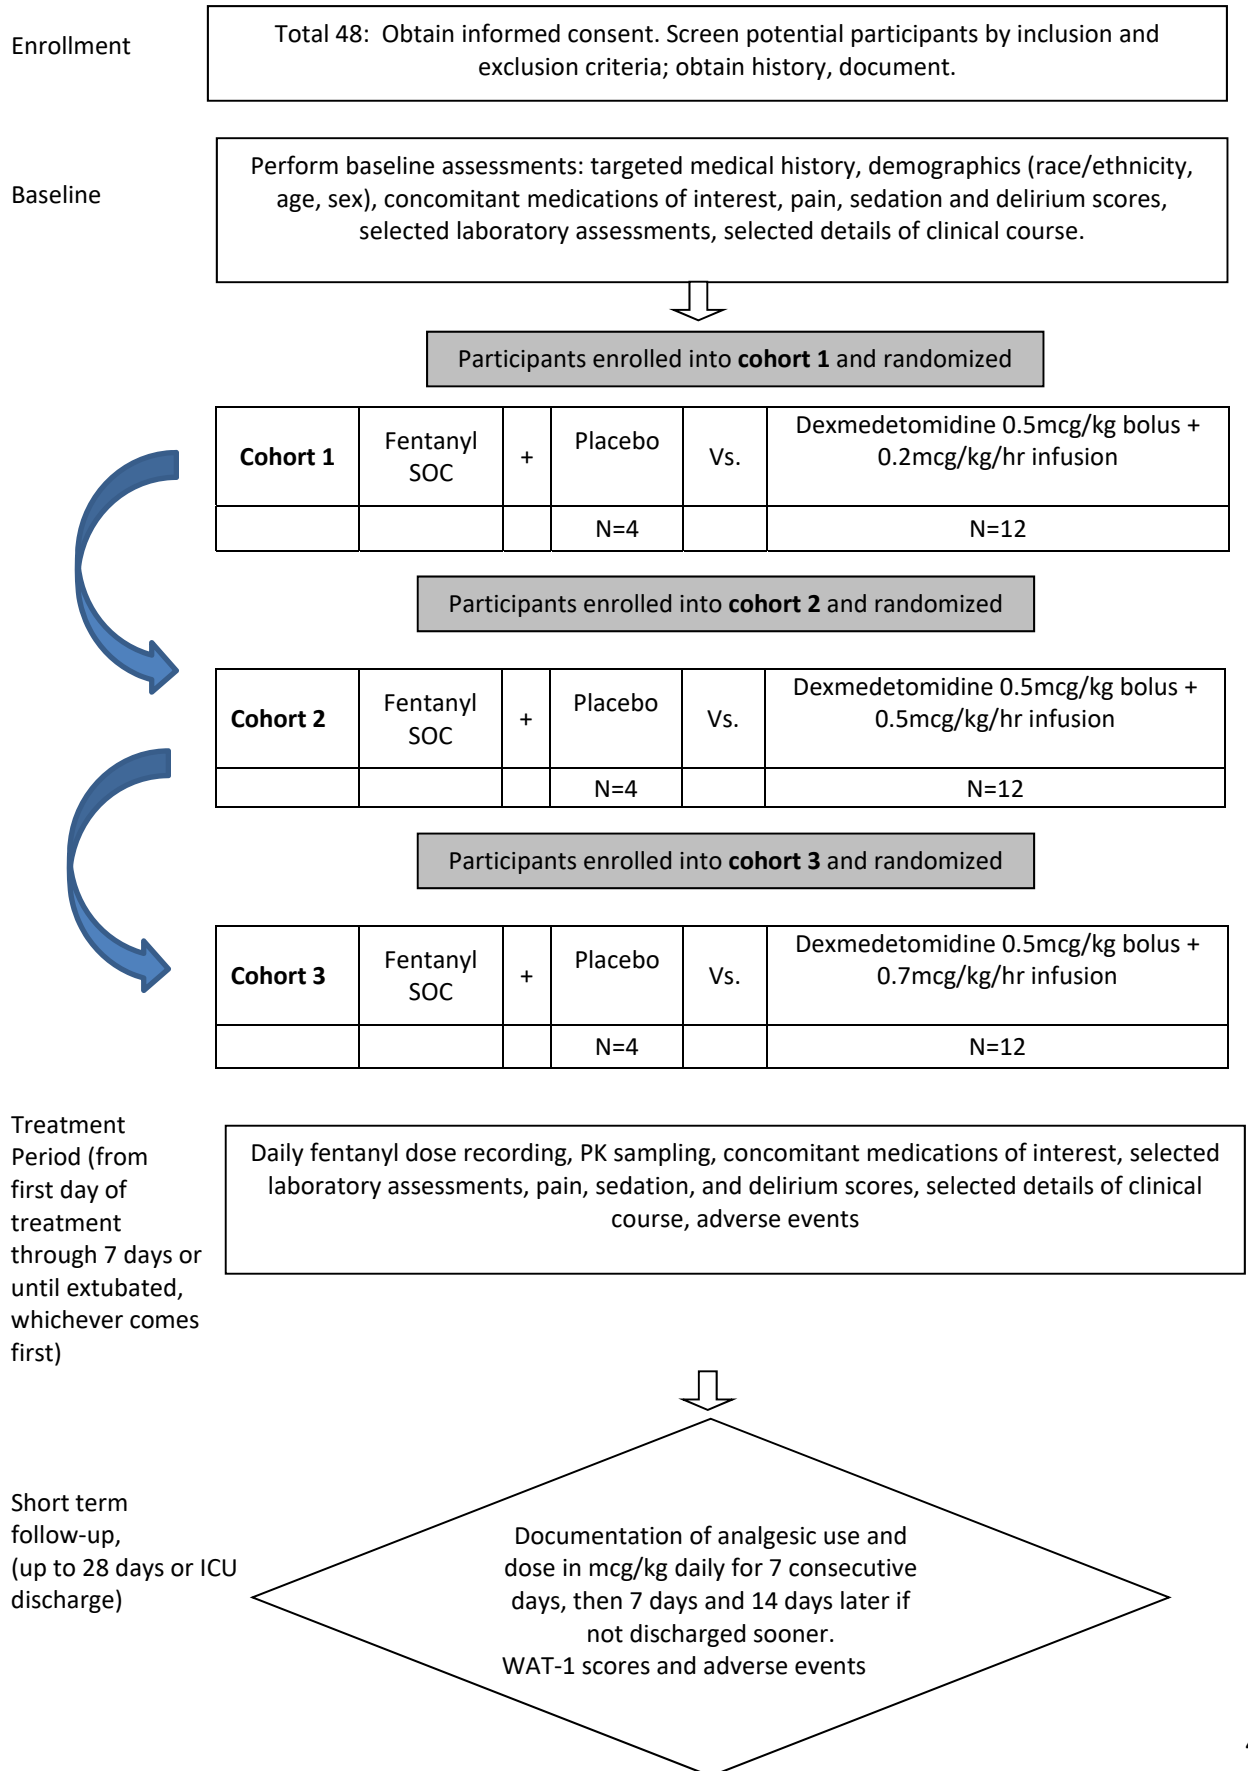 Enrollment
Total 48:  Obtain informed consent. Screen potential participants by inclusion and
exclusion criteria; obtain history, document.
Baseline
Perform baseline assessments: targeted medical history, demographics (race/ethnicity,
age, sex), concomitant medications of interest, pain, sedation and delirium scores,
selected laboratory assessments, selected details of clinical course.
Participants enrolled into cohort 1 and randomized
Cohort 1 Fentanyl SOC + Placebo Vs. Dexmedetomidine 0.5mcg/kg bolus +
0.2mcg/kg/hr infusion
N=4 N=12
Participants enrolled into cohort 2 and randomized
Cohort 2 Fentanyl SOC + Placebo Vs. Dexmedetomidine 0.5mcg/kg bolus +
0.5mcg/kg/hr infusion
N=4 N=12
Participants enrolled into cohort 3 and randomized
Cohort 3 Fentanyl SOC + Placebo Vs. Dexmedetomidine 0.5mcg/kg bolus +
0.7mcg/kg/hr infusion
N=4 N=12
Treatment
Period (from
first day of
treatment
through 7 days or
until extubated,
whichever comes
first)
Daily fentanyl dose recording, PK sampling, concomitant medications of interest, selected
laboratory assessments, pain, sedation, and delirium scores, selected details of clinical
course, adverse events
Short term
follow-up,
(up to 28 days or ICU
discharge)
Documentation of analgesic use and
dose in mcg/kg daily for 7 consecutive
days, then 7 days and 14 days later if
not discharged sooner.
WAT-1 scores and adverse events